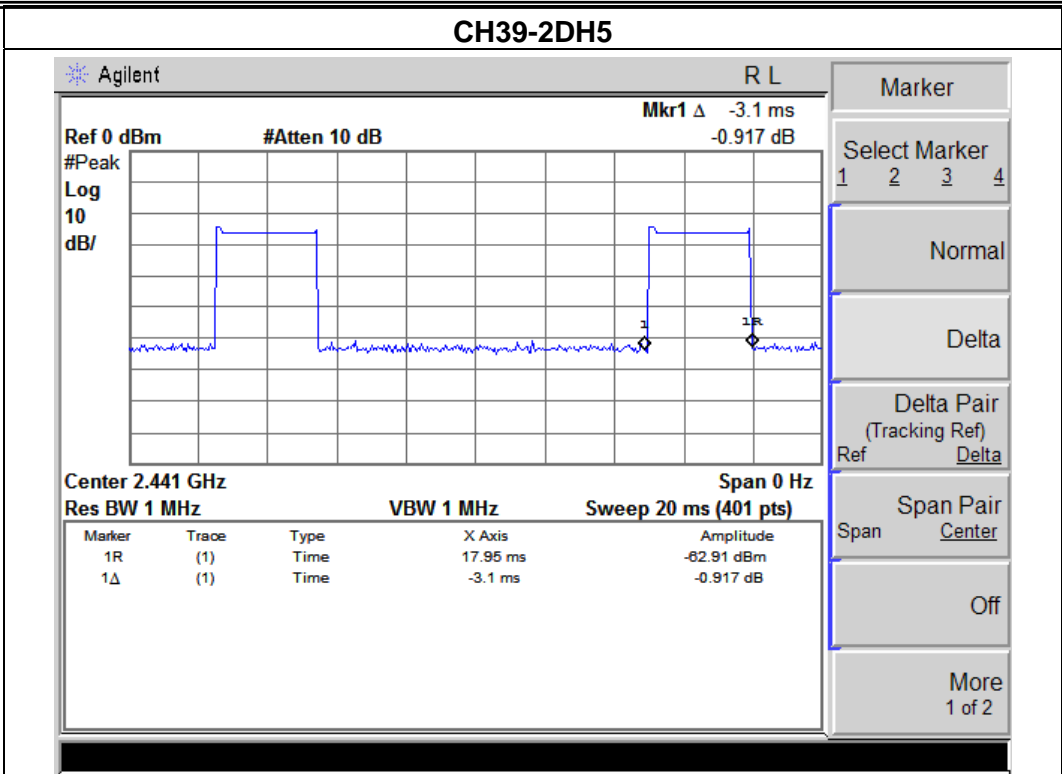 CH39-2DH5
Agilent R L
Mkr1 Δ -3.1 ms
Ref 0 dBm #Atten 10 dB -0.917 dB
#Peak
Log
10
dB/
1 1R
Center 2.441 GHz Span 0 Hz
Res BW 1 MHz VBW 1 MHz Sweep 20 ms (401 pts)
Marker Trace Type X Axis Amplitude
1R (1) Time 17.95 ms -62.91 dBm
1Δ (1) Time -3.1 ms -0.917 dB
Marker
Select Marker
1 2 3 4
Normal
Delta
Delta Pair
(Tracking Ref)
Ref Delta
Span Pair
Span Center
Off
More
1 of 2